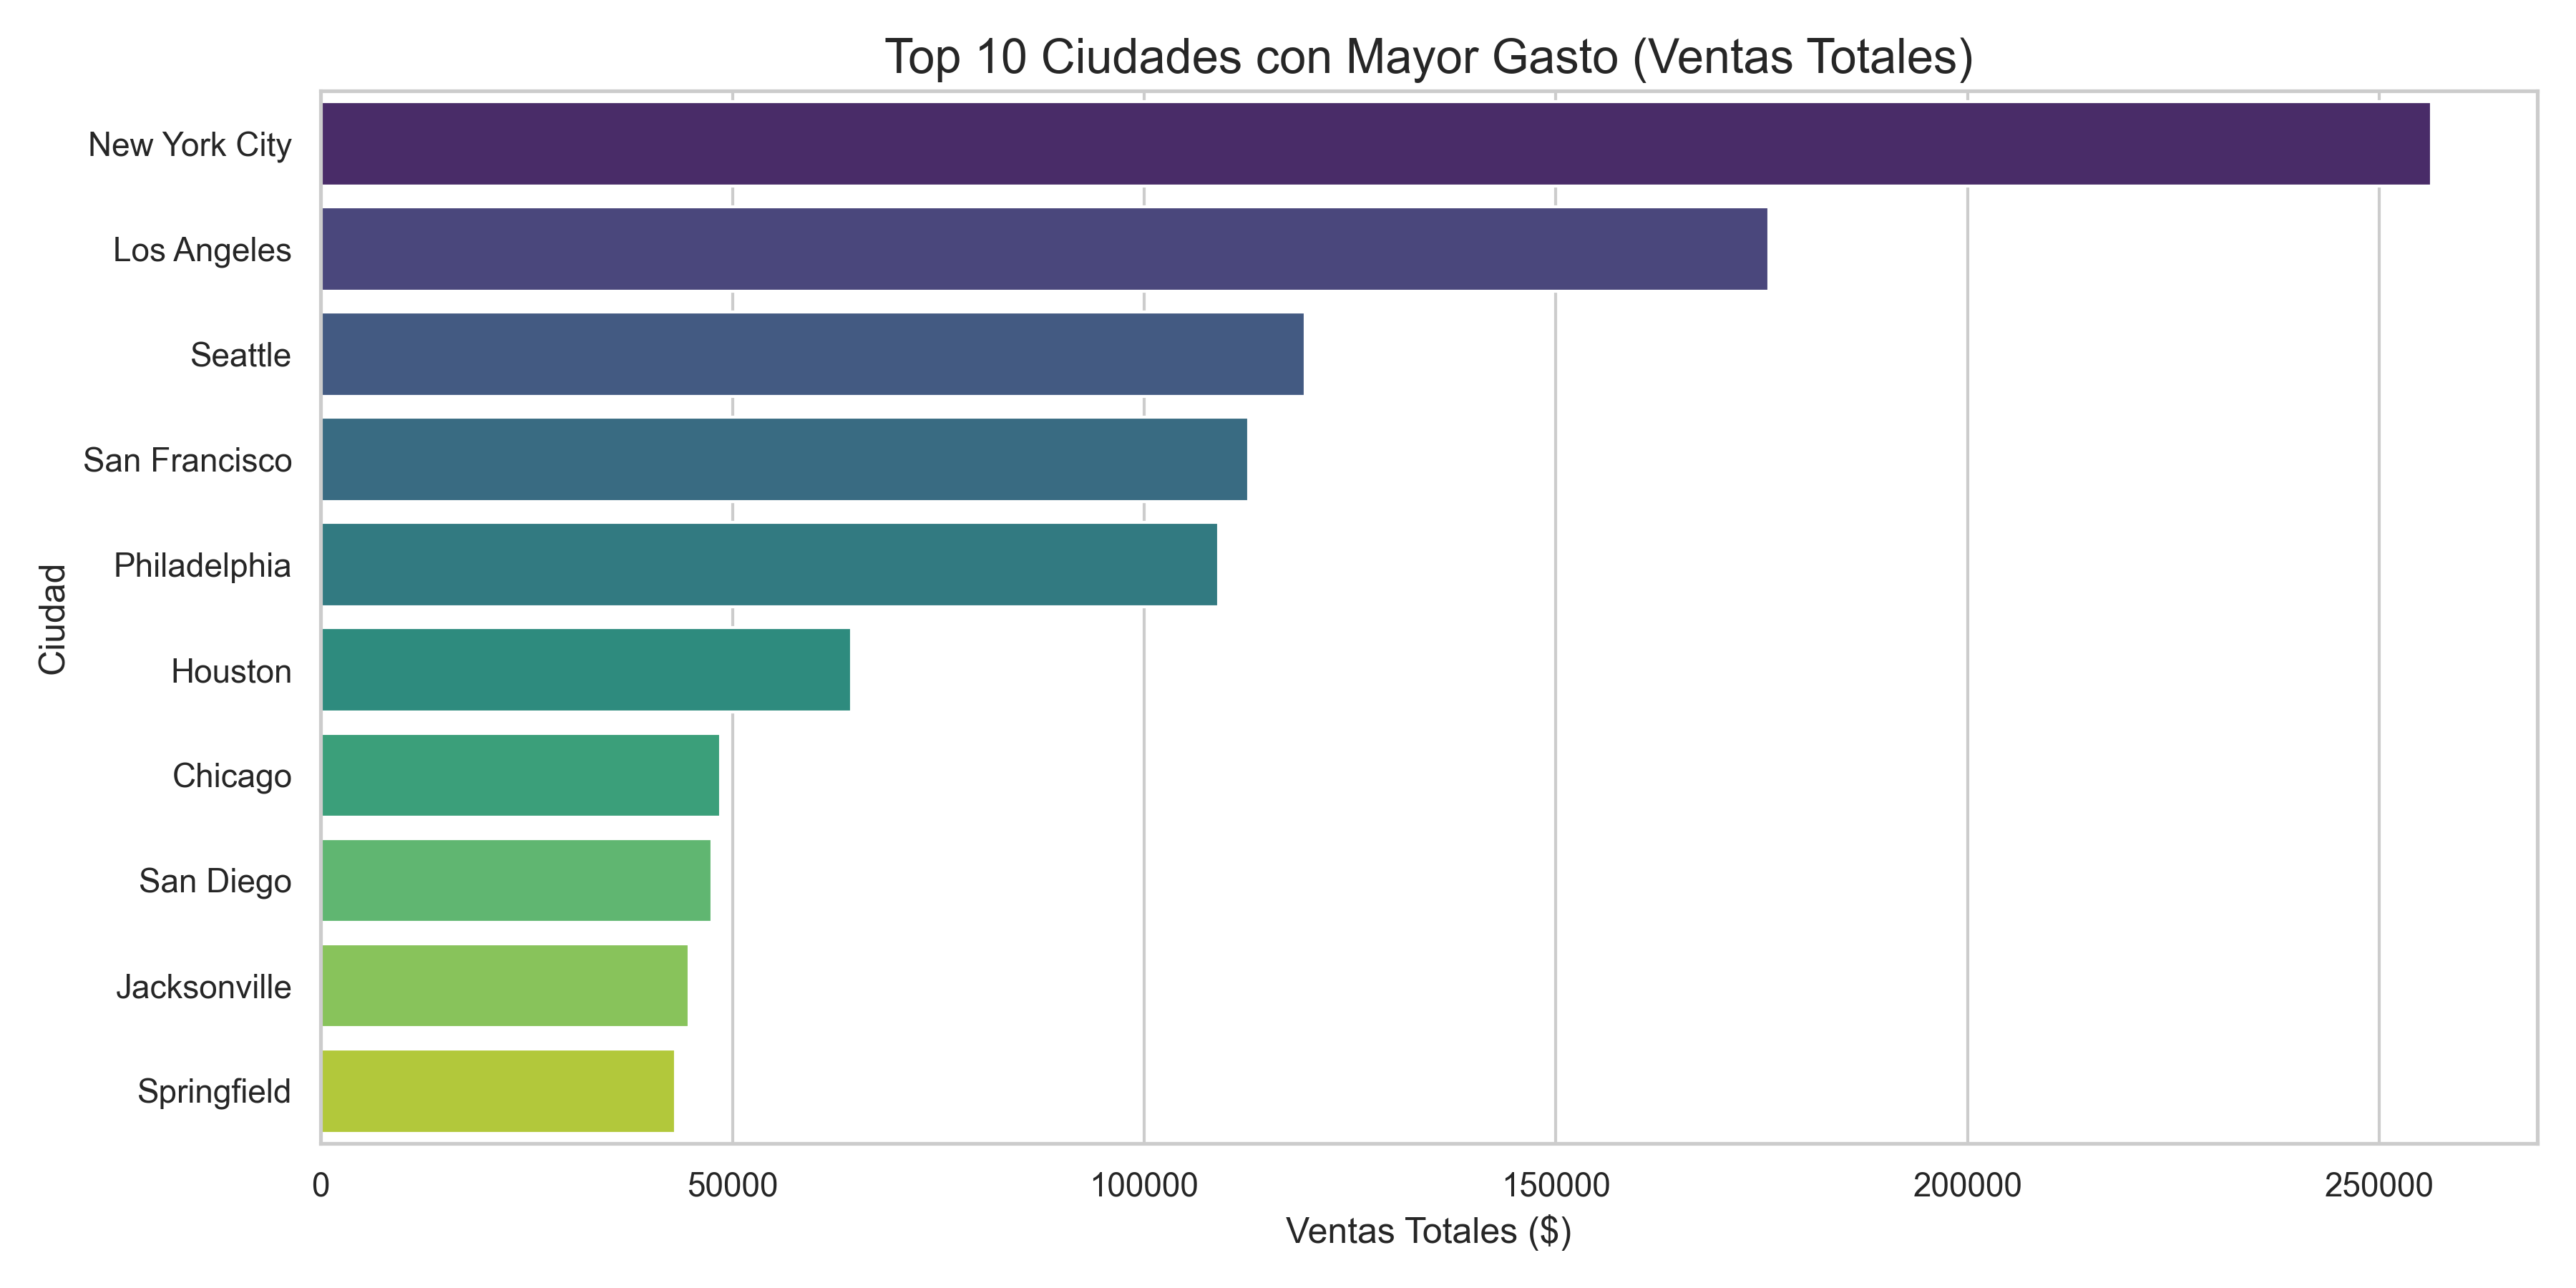 Top 10 Ciudades con Mayor Gasto (Ventas Totales)
Ciudad
New York City
Los Angeles
Seattle
San Francisco
Philadelphia
Houston
Chicago
San Diego
Jacksonville
Springfield
0 50000 100000 150000 200000 250000
Ventas Totales ($)